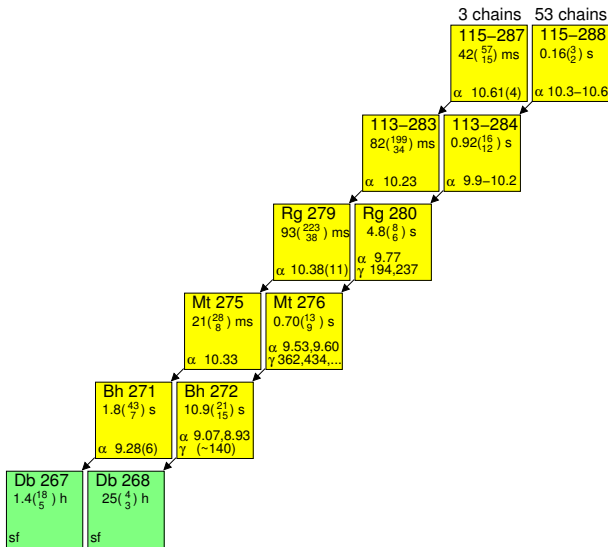 3 chains 53 chains
115−287
42(57/15) ms
α 10.61(4)
115−288
0.16(3/2) s
α 10.3−10.6
113−283
82(199/34) ms
α 10.23
113−284
0.92(16/12) s
α 9.9−10.2
Rg 279
93(223/38) ms
α 10.38(11)
Rg 280
4.8(8/6) s
α 9.77
γ 194,237
Mt 275
21(28/8) ms
α 10.33
Mt 276
0.70(13/9) s
α 9.53,9.60
γ 362,434,...
Bh 271
1.8(43/7) s
α 9.28(6)
Bh 272
10.9(21/15) s
α 9.07,8.93
γ (~140)
Db 267
1.4(18/5) h
sf
Db 268
25(4/3) h
sf